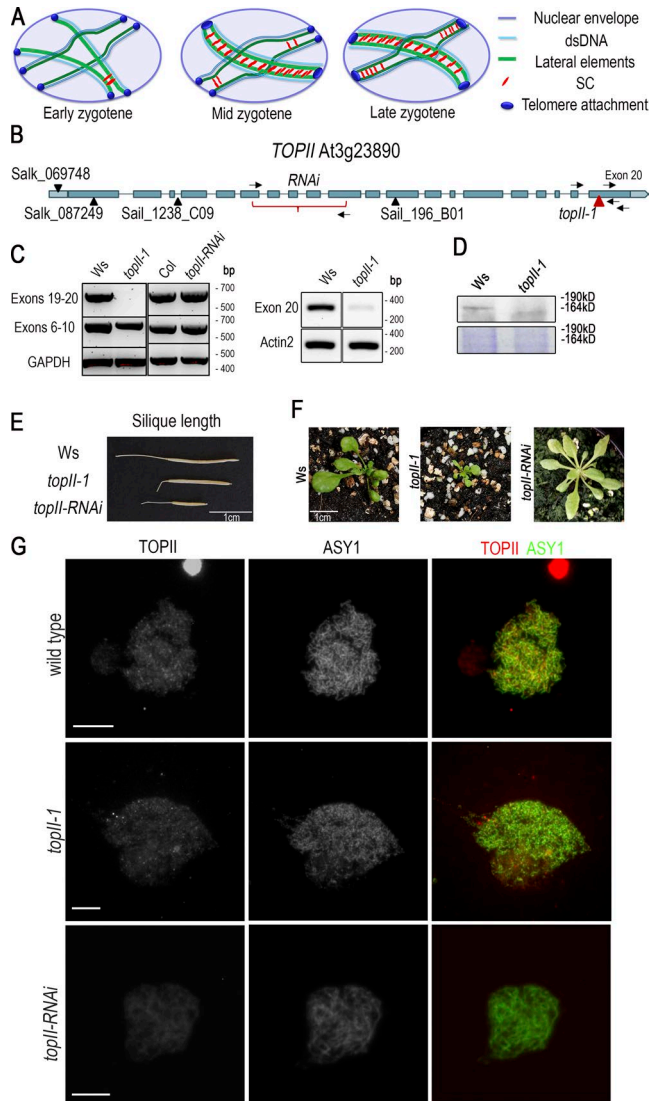 A
Early zygotene
Mid zygotene
Late zygotene
Nuclear envelope
dsDNA
Lateral elements
SC
Telomere attachment
B
TOPII At3g23890
Salk_069748
RNAi
Exon 20
Salk_087249
Sail_1238_C09
Sail_196_B01
topII-1
C
Ws
topII-1
Col
topII-RNAi
bp
Exons 19-20
- 700
- 500
Exons 6-10
- 700
- 500
GAPDH
- 500
- 400
Ws
topII-1
bp
Exon 20
- 400
- 200
Actin2
- 400
- 200
D
Ws
topII-1
-190kD
-164kD
-190kD
-164kD
E
Silique length
Ws
topII-1
topII-RNAi
1cm
F
Ws
1cm
topII-1
topII-RNAi
G
TOPII
ASY1
TOPII ASY1
wild type
topII-1
topII-RNAi